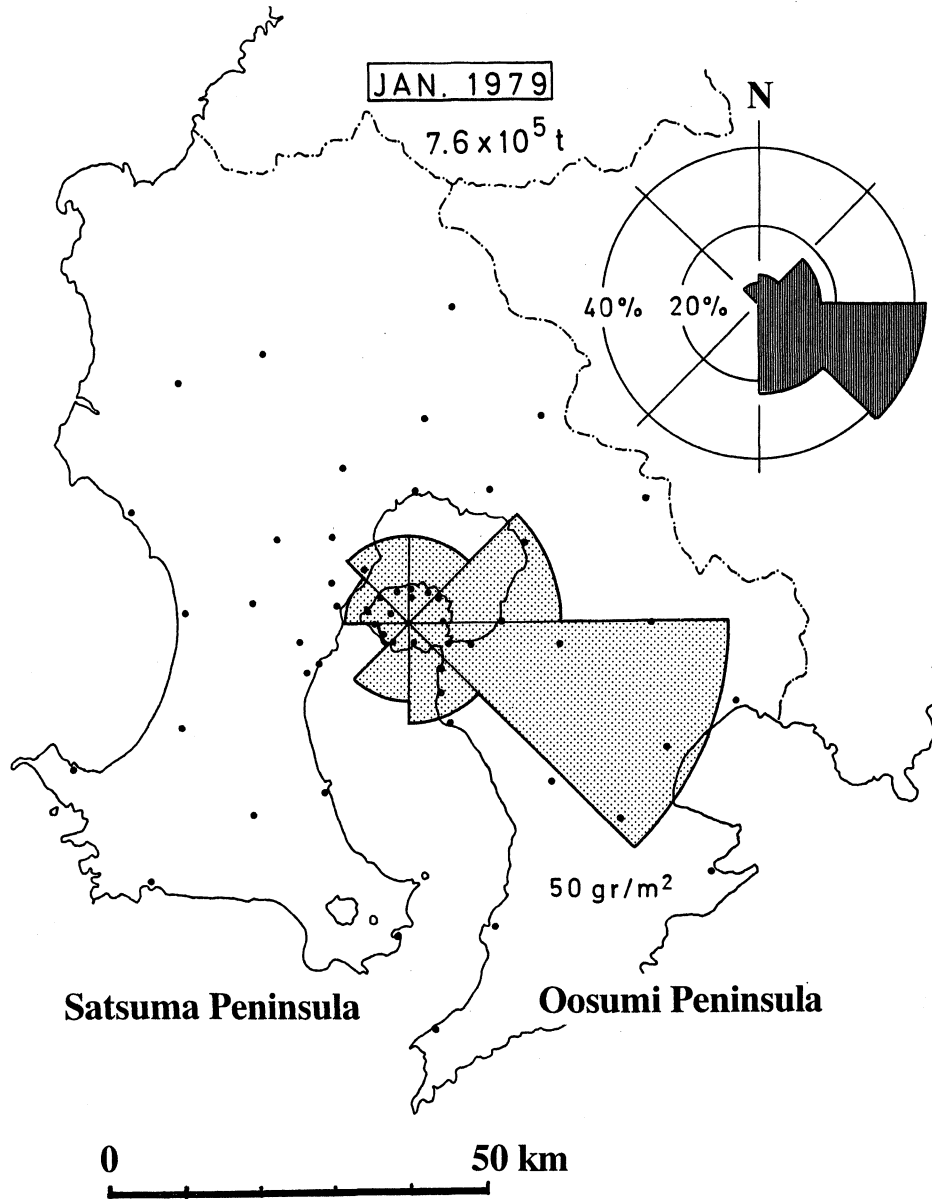 JAN. 1979
7.6 x 10⁵ t
N
40% 20%
50 gr/m²
Satsuma Peninsula
Oosumi Peninsula
0 50 km